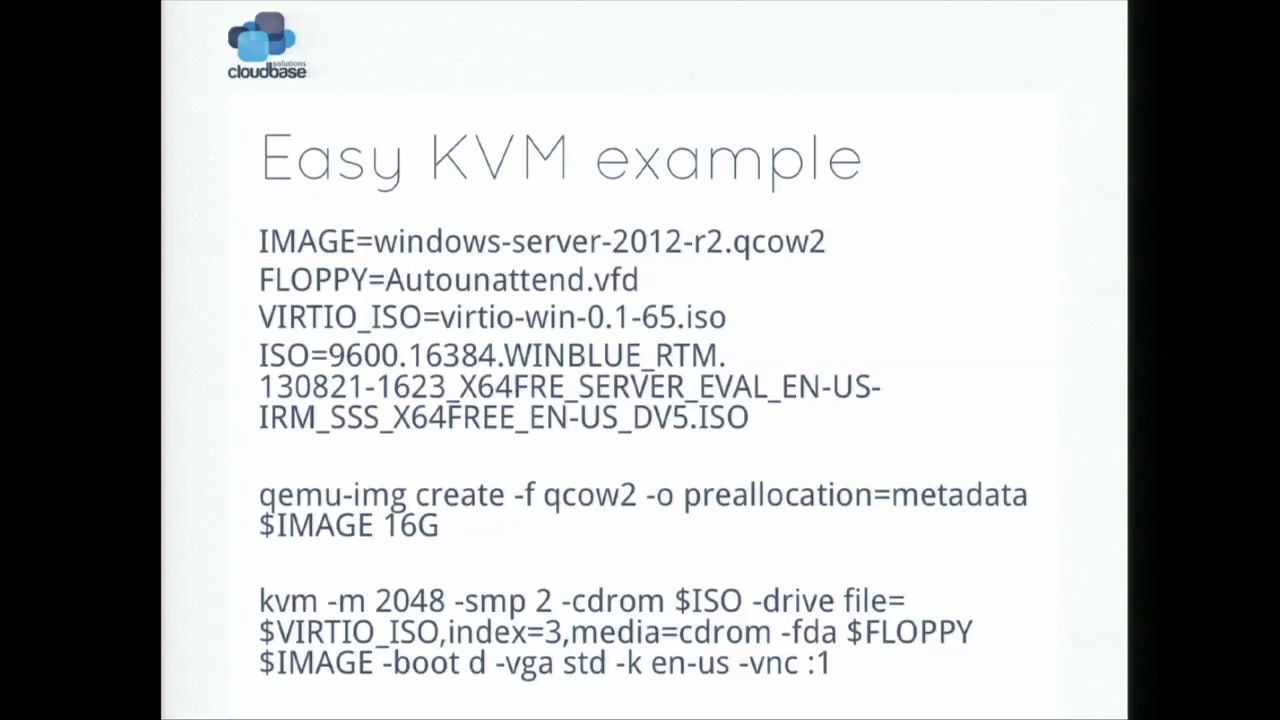 solutions
cloudbase
Easy KVM example
IMAGE=windows-server-2012-r2.qcow2
FLOPPY=Autounattend.vfd
VIRTIO_ISO=virtio-win-0.1-65.iso
ISO=9600.16384.WINBLUE_RTM.
130821-1623_X64FRE_SERVER_EVAL_EN-US-
IRM_SSS_X64FREE_EN-US_DV5.ISO
qemu-img create -f qcow2 -o preallocation=metadata
$IMAGE 16G
kvm -m 2048 -smp 2 -cdrom $ISO -drive file=
$VIRTIO_ISO,index=3,media=cdrom -fda $FLOPPY
$IMAGE -boot d -vga std -k en-us -vnc :1